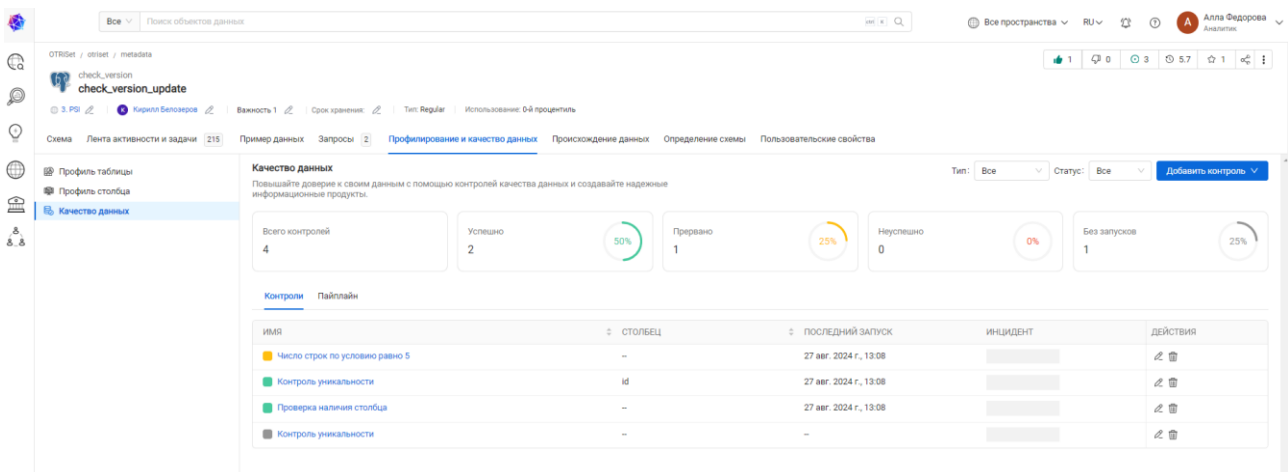 Все Поиск объектов данных Все пространства RU А Алла Федорова
Аналитик
OTRISet / otriset / metadata
check_version
check_version_update
1 0 3 5.7 1
3. PSI К Кирилл Белозеров Важность 1 Срок хранения: Тип: Regular Использование: 0-й процентиль
Схема Лента активности и задачи 215 Пример данных Запросы 2 Профилирование и качество данных Происхождение данных Определение схемы Пользовательские свойства
Профиль таблицы
Профиль столбца
Качество данных
Качество данных
Повышайте доверие к своим данным с помощью контролей качества данных и создавайте надежные
информационные продукты.
Тип: Все Статус: Все Добавить контроль
Всего контролей
4
Успешно
2
50%
Прервано
1
25%
Неуспешно
0
0%
Без запусков
1
25%
Контроли Пайплайн
ИМЯ СТОЛБЕЦ ПОСЛЕДНИЙ ЗАПУСК ИНЦИДЕНТ ДЕЙСТВИЯ
Число строк по условию равно 5 -- 27 авг. 2024 г., 13:08
Контроль уникальности id 27 авг. 2024 г., 13:08
Проверка наличия столбца -- 27 авг. 2024 г., 13:08
Контроль уникальности -- --